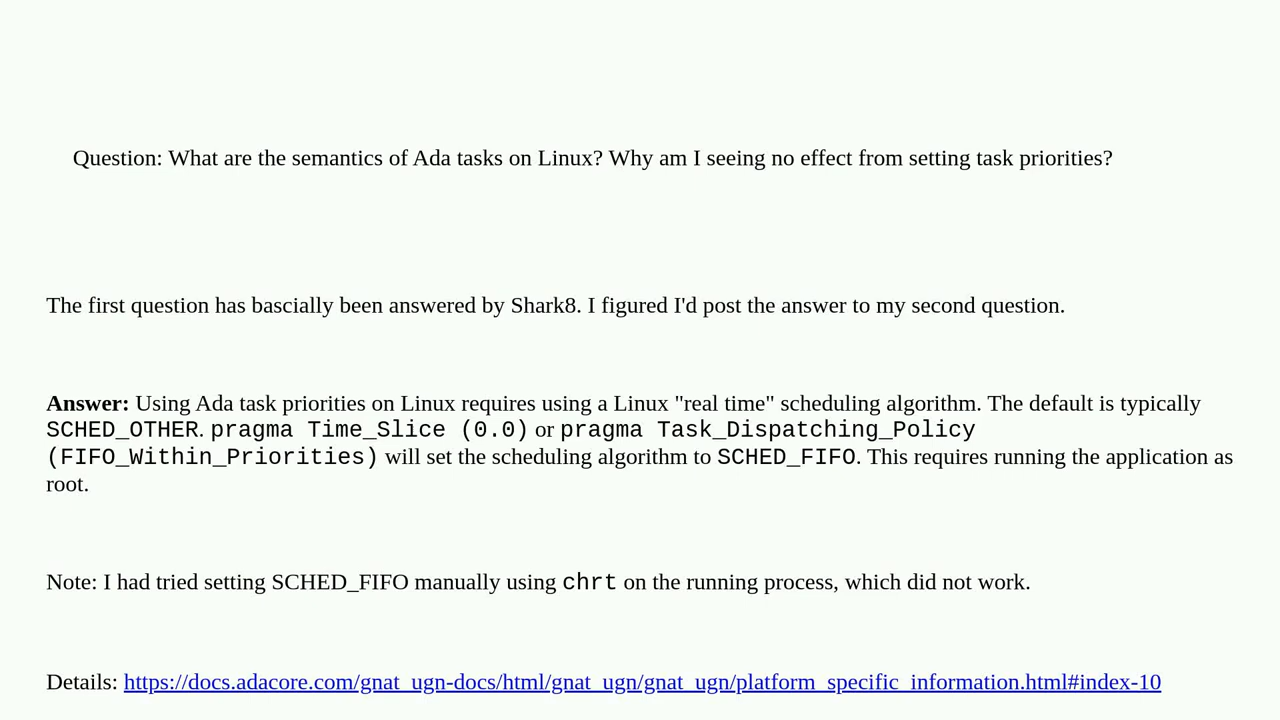 Question: What are the semantics of Ada tasks on Linux? Why am I seeing no effect from setting task priorities?
The first question has bascially been answered by Shark8. I figured I'd post the answer to my second question.
Answer: Using Ada task priorities on Linux requires using a Linux "real time" scheduling algorithm. The default is typically
SCHED_OTHER. pragma Time_Slice (0.0) or pragma Task_Dispatching_Policy
(FIFO_Within_Priorities) will set the scheduling algorithm to SCHED_FIFO. This requires running the application as
root.
Note: I had tried setting SCHED_FIFO manually using chrt on the running process, which did not work.
Details: https://docs.adacore.com/gnat_ugn-docs/html/gnat_ugn/gnat_ugn/platform_specific_information.html#index-10